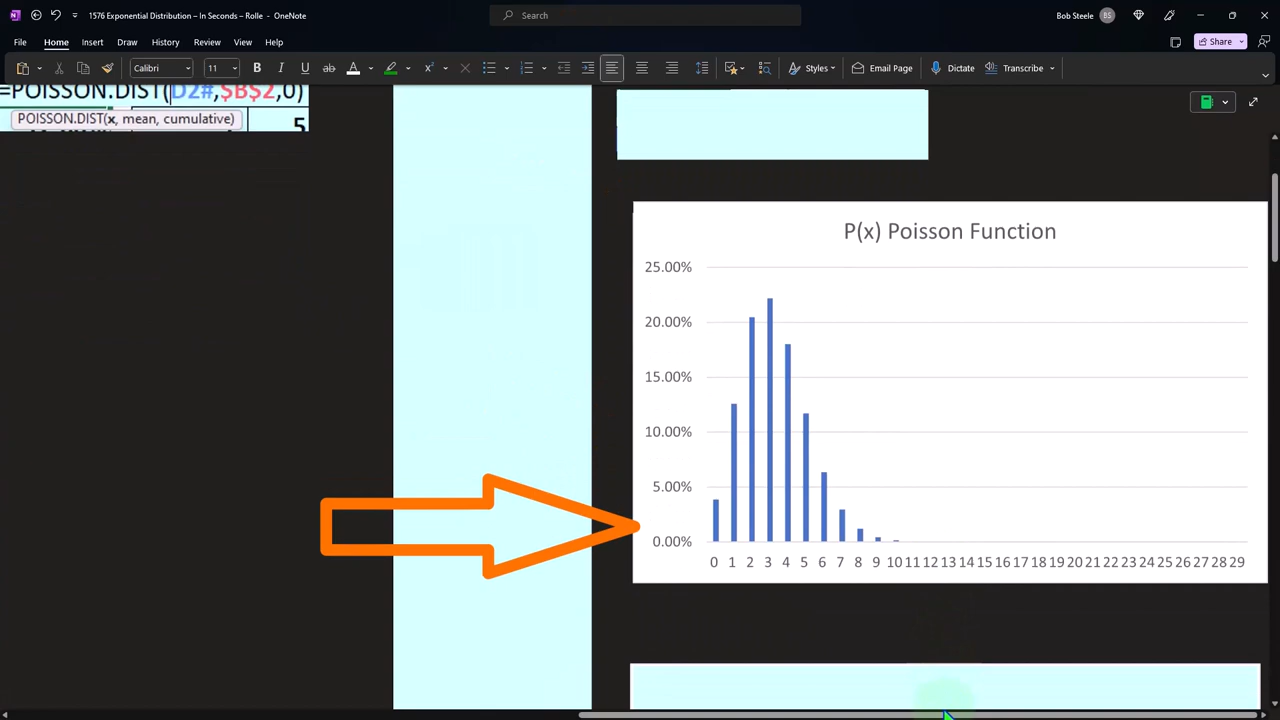 1576 Exponential Distribution – In Seconds – Rolle - OneNote
Search
Bob Steele BS
File Home Insert Draw History Review View Help
Share
Calibri 11 B I U ab A Styles Email Page Dictate Transcribe
=POISSON.DIST(D2#,$B$2,0)
POISSON.DIST(x, mean, cumulative)
5
P(x) Poisson Function
25.00%
20.00%
15.00%
10.00%
5.00%
0.00%
0 1 2 3 4 5 6 7 8 9 10 11 12 13 14 15 16 17 18 19 20 21 22 23 24 25 26 27 28 29